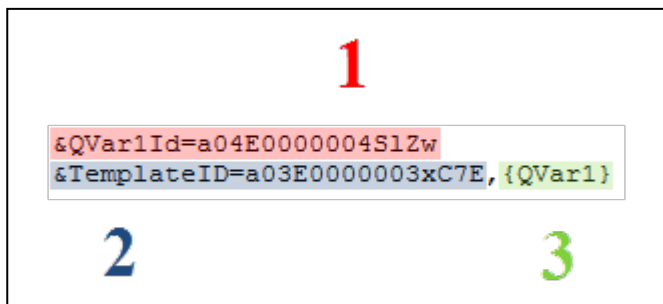 1
&QVar1Id=a04E0000004SlZw
&TemplateID=a03E0000003xC7E,{QVar1}
2 3